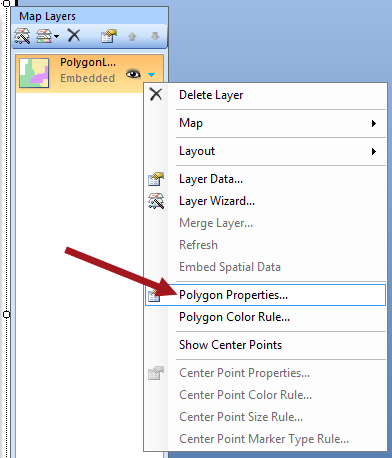 Map Layers
PolygonL...
Embedded
Delete Layer
Map
Layout
Layer Data...
Layer Wizard...
Merge Layer...
Refresh
Embed Spatial Data
Polygon Properties...
Polygon Color Rule...
Show Center Points
Center Point Properties...
Center Point Color Rule...
Center Point Size Rule...
Center Point Marker Type Rule...